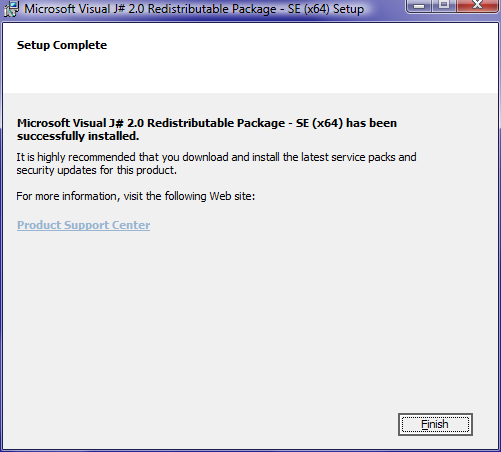 Microsoft Visual J# 2.0 Redistributable Package - SE (x64) Setup
Setup Complete
Microsoft Visual J# 2.0 Redistributable Package - SE (x64) has been
successfully installed.
It is highly recommended that you download and install the latest service packs and
security updates for this product.
For more information, visit the following Web site:
Product Support Center
Finish